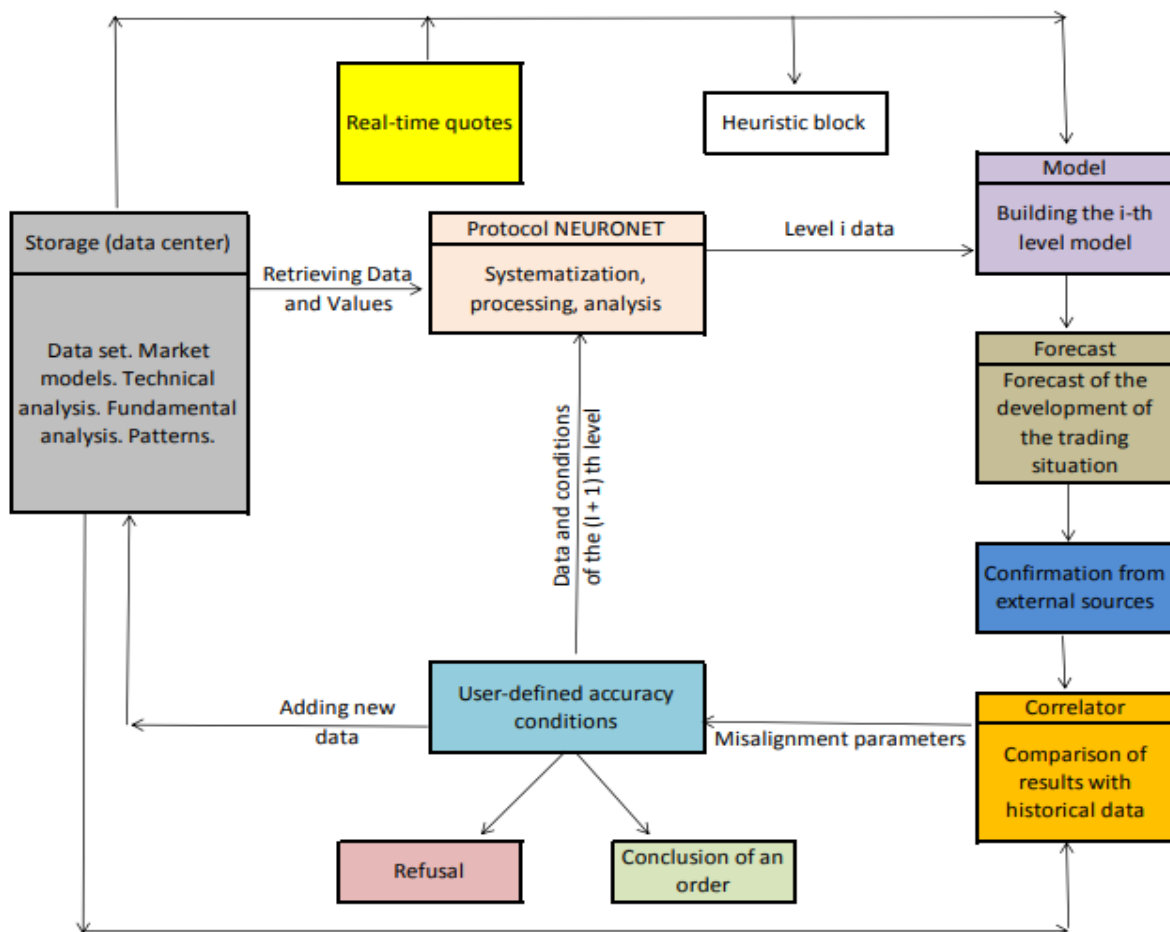 Real-time quotes
Heuristic block
Model
Building the i-th
level model
Storage (data center)
Data set. Market
models. Technical
analysis. Fundamental
analysis. Patterns.
Retrieving Data
and Values
Protocol NEURONET
Systematization,
processing, analysis
Level i data
Forecast
Forecast of the
development of
the trading
situation
Data and conditions
of the (I + 1) th level
Confirmation from
external sources
Adding new
data
User-defined accuracy
conditions
Misalignment parameters
Correlator
Comparison of
results with
historical data
Refusal
Conclusion of an
order